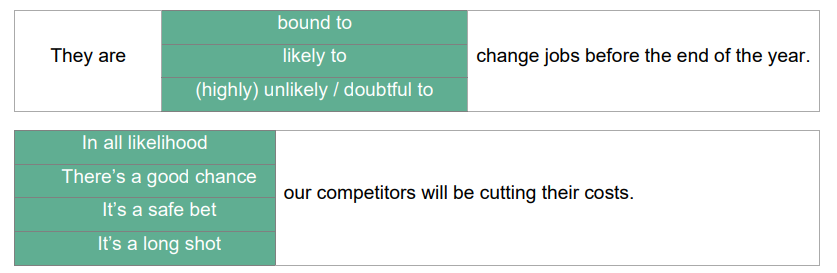 bound to
They are
likely to
change jobs before the end of the year.
(highly) unlikely / doubtful to
In all likelihood
There’s a good chance
our competitors will be cutting their costs.
It’s a safe bet
It’s a long shot